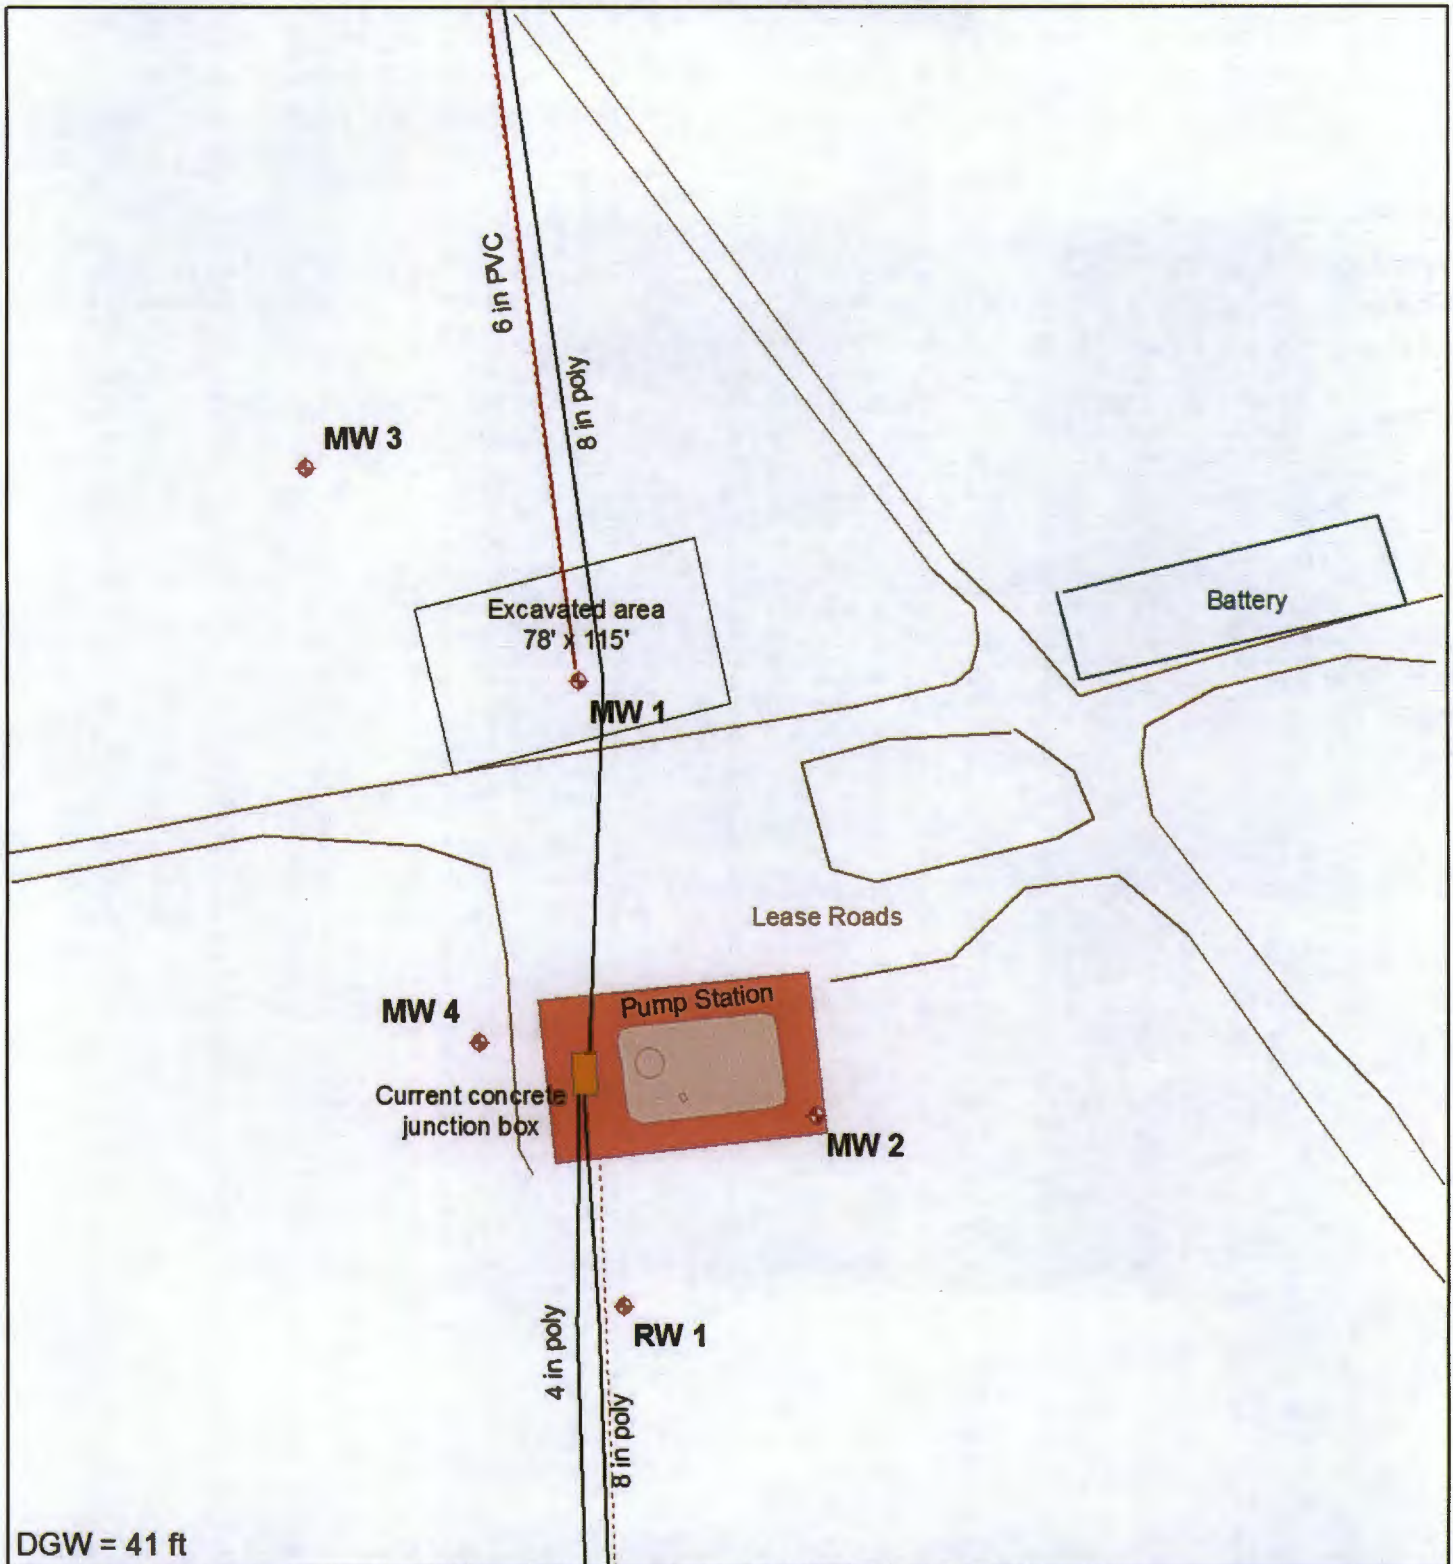 6 in PVC
8 in poly
MW 3
Excavated area
78' x 115'
Battery
MW 1
Lease Roads
Pump Station
MW 4
Current concrete
junction box
MW 2
RW 1
4 in poly
8 in poly
DGW = 41 ft